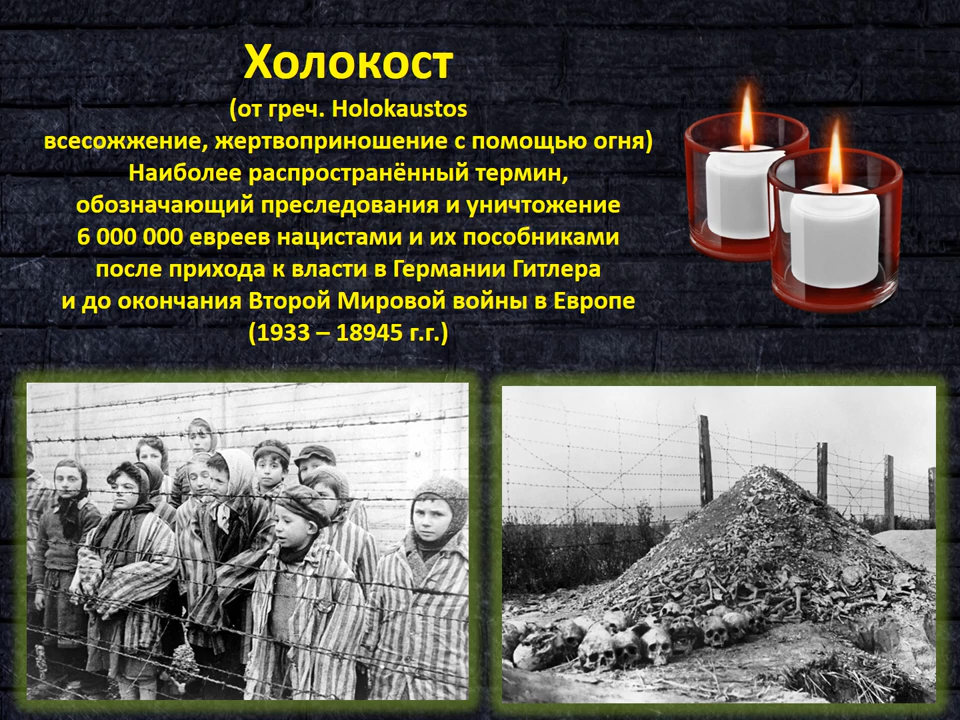 Холокост
(от греч. Holokaustos
всесожжение, жертвоприношение с помощью огня)
Наиболее распространённый термин,
обозначающий преследования и уничтожение
6 000 000 евреев нацистами и их пособниками
после прихода к власти в Германии Гитлера
и до окончания Второй Мировой войны в Европе
(1933 – 18945 г.г.)